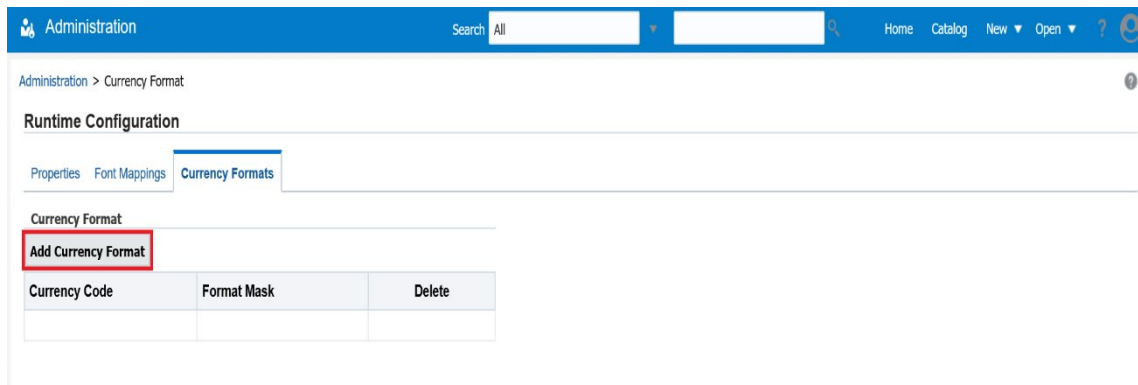 Administration Search All Home Catalog New ▼ Open ▼ ?
Administration > Currency Format
Runtime Configuration
Properties Font Mappings Currency Formats
Currency Format
Add Currency Format
Currency Code Format Mask Delete